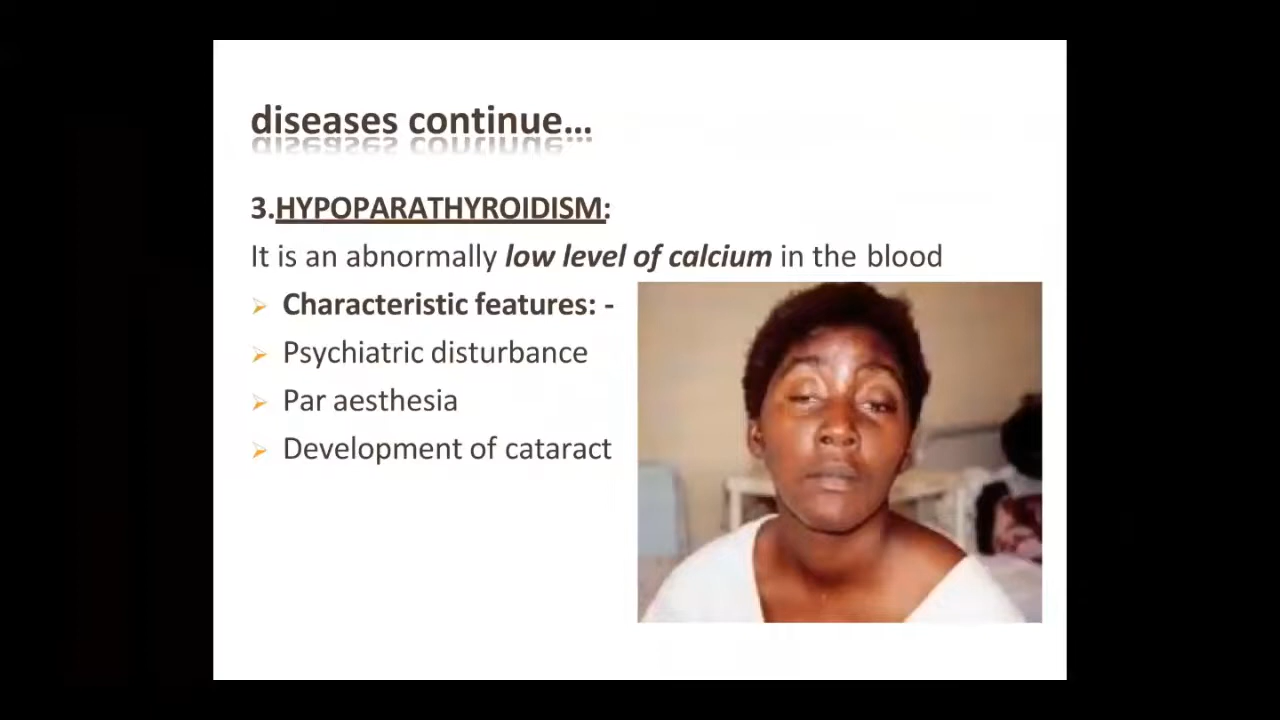 diseases continue...
3.HYPOPARATHYROIDISM:
It is an abnormally low level of calcium in the blood
Characteristic features: -
Psychiatric disturbance
Par aesthesia
Development of cataract